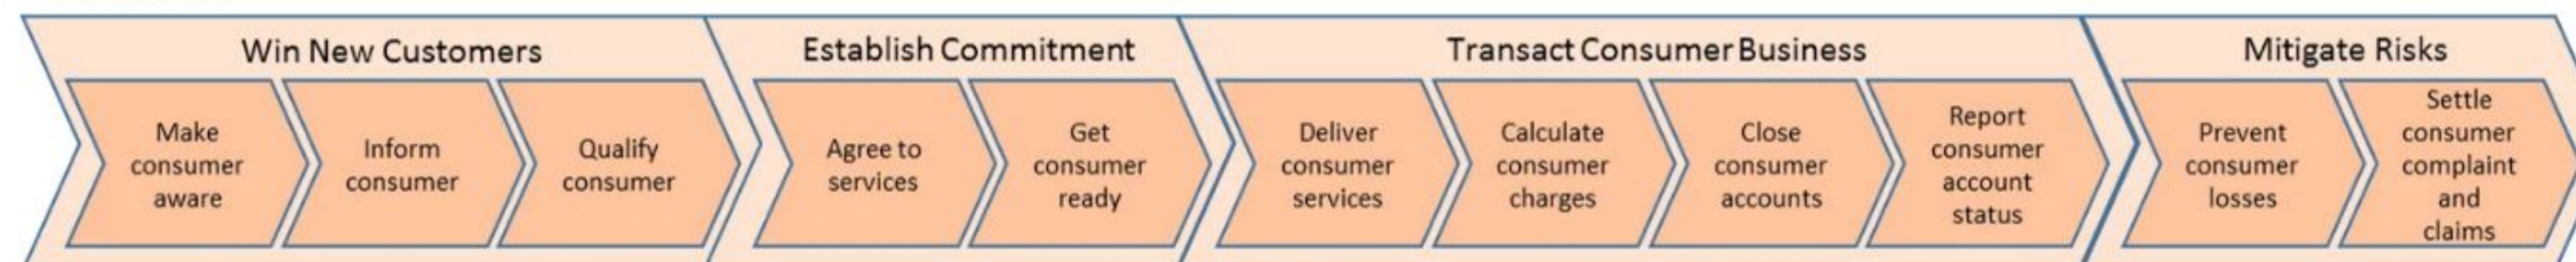 Win New Customers
Make
consumer
aware
Inform
consumer
Qualify
consumer
Establish Commitment
Agree to
services
Get
consumer
ready
Transact Consumer Business
Deliver
consumer
services
Calculate
consumer
charges
Close
consumer
accounts
Report
consumer
account
status
Mitigate Risks
Prevent
consumer
losses
Settle
consumer
complaint
and
claims